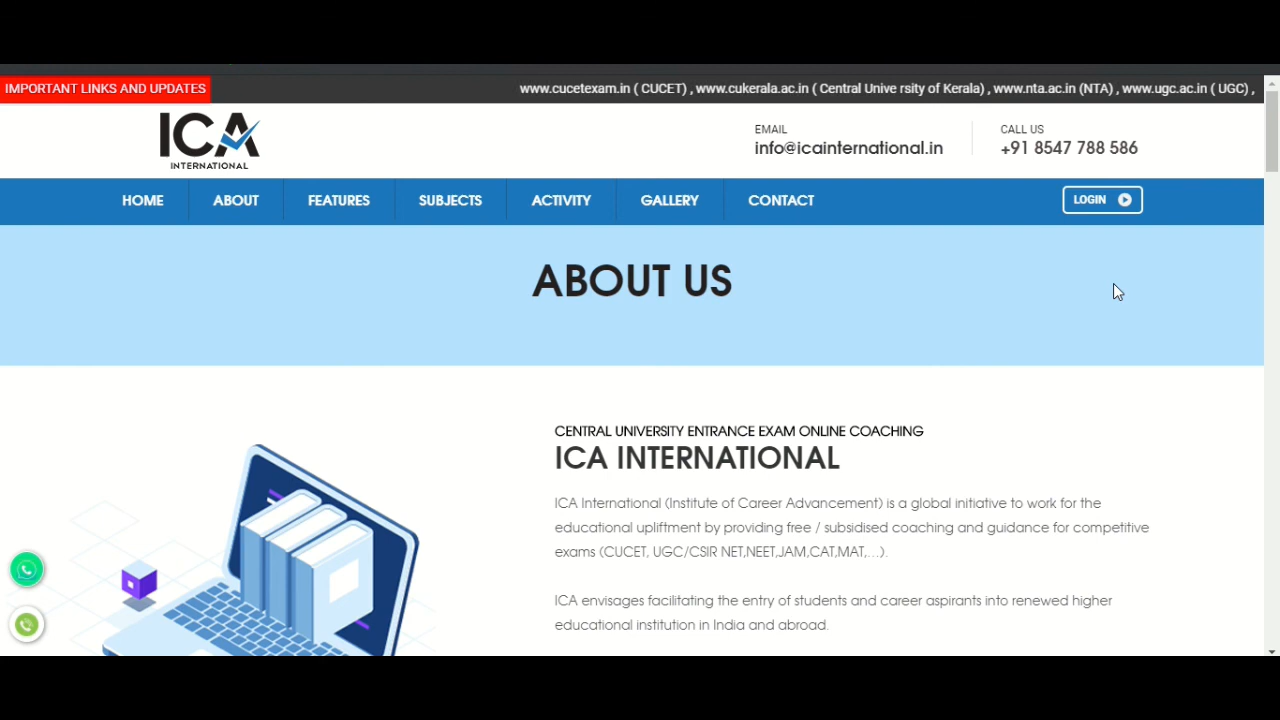 IMPORTANT LINKS AND UPDATES
www.cucetexam.in ( CUCET) , www.cukerala.ac.in ( Central Unive rsity of Kerala) , www.nta.ac.in (NTA) , www.ugc.ac.in ( UGC) ,
ICA
INTERNATIONAL
EMAIL
info@icainternational.in
CALL US
+91 8547 788 586
HOME
ABOUT
FEATURES
SUBJECTS
ACTIVITY
GALLERY
CONTACT
LOGIN
ABOUT US
CENTRAL UNIVERSITY ENTRANCE EXAM ONLINE COACHING
ICA INTERNATIONAL
ICA International (Institute of Career Advancement) is a global initiative to work for the
educational upliftment by providing free / subsidised coaching and guidance for competitive
exams (CUCET, UGC/CSIR NET,NEET,JAM,CAT,MAT,...).
ICA envisages facilitating the entry of students and career aspirants into renewed higher
educational institution in India and abroad.